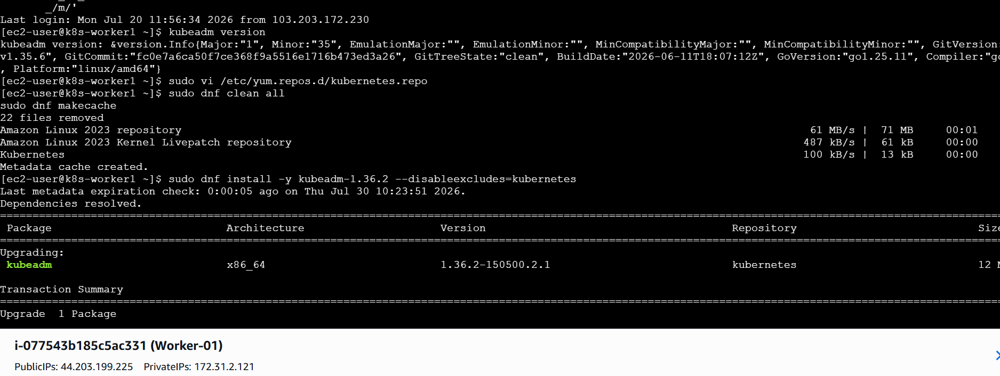 _/m/'
Last login: Mon Jul 20 11:56:34 2026 from 103.203.172.230
[ec2-user@k8s-worker1 ~]$ kubeadm version
kubeadm version: &version.Info{Major:"1", Minor:"35", EmulationMajor:"", EmulationMinor:"", MinCompatibilityMajor:"", MinCompatibilityMinor:"", GitVersion:
v1.35.6", GitCommit:"fc0e7a6ca50f7ce368f9a5516e1716b473ed3a26", GitTreeState:"clean", BuildDate:"2026-06-11T18:07:12Z", GoVersion:"go1.25.11", Compiler:"gc
, Platform:"linux/amd64"}
[ec2-user@k8s-worker1 ~]$ sudo vi /etc/yum.repos.d/kubernetes.repo
[ec2-user@k8s-worker1 ~]$ sudo dnf clean all
sudo dnf makecache
22 files removed
Amazon Linux 2023 repository 61 MB/s | 71 MB 00:01
Amazon Linux 2023 Kernel Livepatch repository 487 kB/s | 61 kB 00:00
Kubernetes 100 kB/s | 13 kB 00:00
Metadata cache created.
[ec2-user@k8s-worker1 ~]$ sudo dnf install -y kubeadm-1.36.2 --disableexcludes=kubernetes
Last metadata expiration check: 0:00:05 ago on Thu Jul 30 10:23:51 2026.
Dependencies resolved.
Package Architecture Version Repository Size
Upgrading:
kubeadm x86_64 1.36.2-150500.2.1 kubernetes 12 M
Transaction Summary
Upgrade 1 Package
i-077543b185c5ac331 (Worker-01)
PublicIPs: 44.203.199.225 PrivateIPs: 172.31.2.121